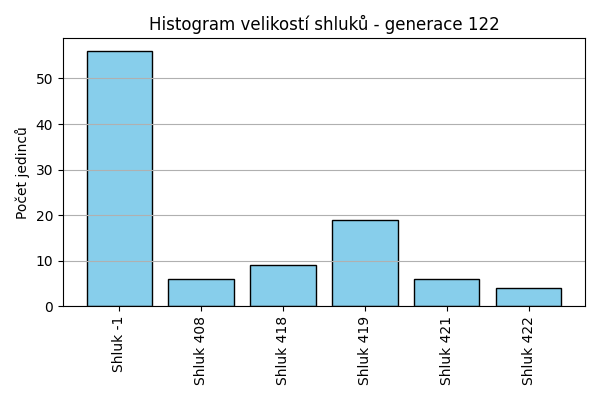 Histogram velikostí shluků - generace 122
Počet jedinců
50
40
30
20
10
0
Shluk -1
Shluk 408
Shluk 418
Shluk 419
Shluk 421
Shluk 422